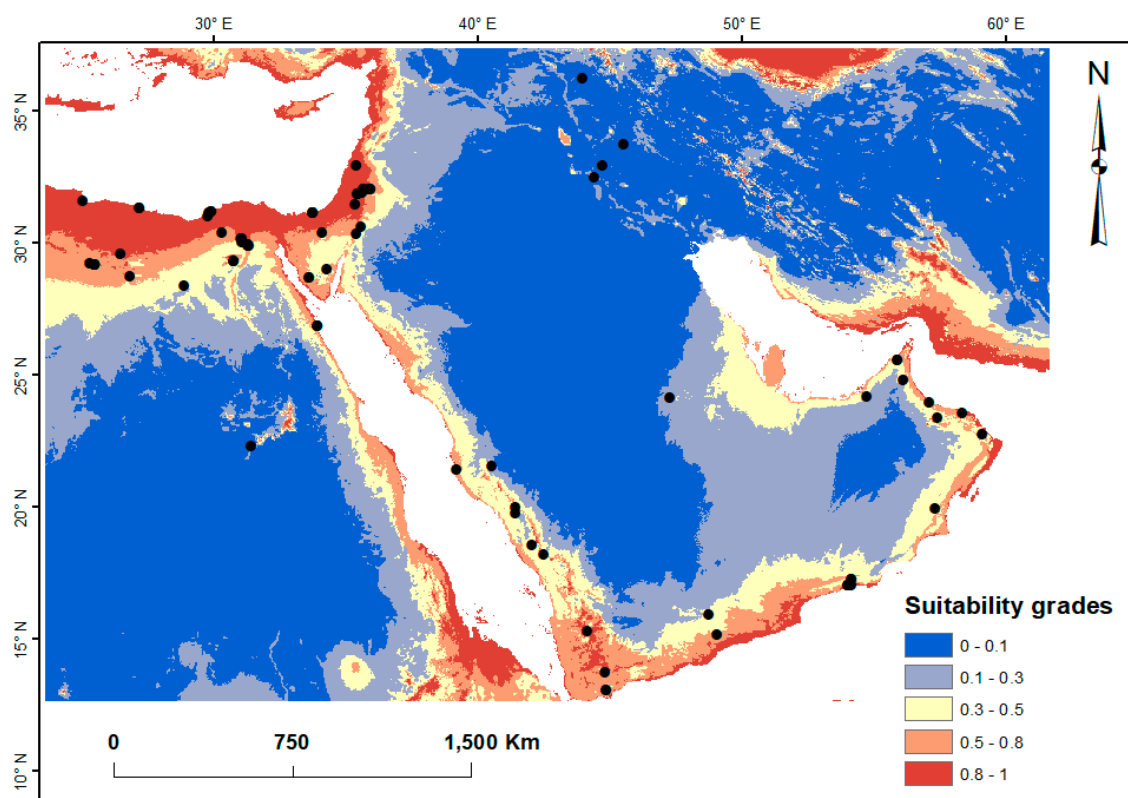 30° E 40° E 50° E 60° E
N
35° N
30° N
25° N
20° N
15° N
10° N
Suitability grades
0 - 0.1
0.1 - 0.3
0.3 - 0.5
0.5 - 0.8
0.8 - 1
0 750 1,500 Km